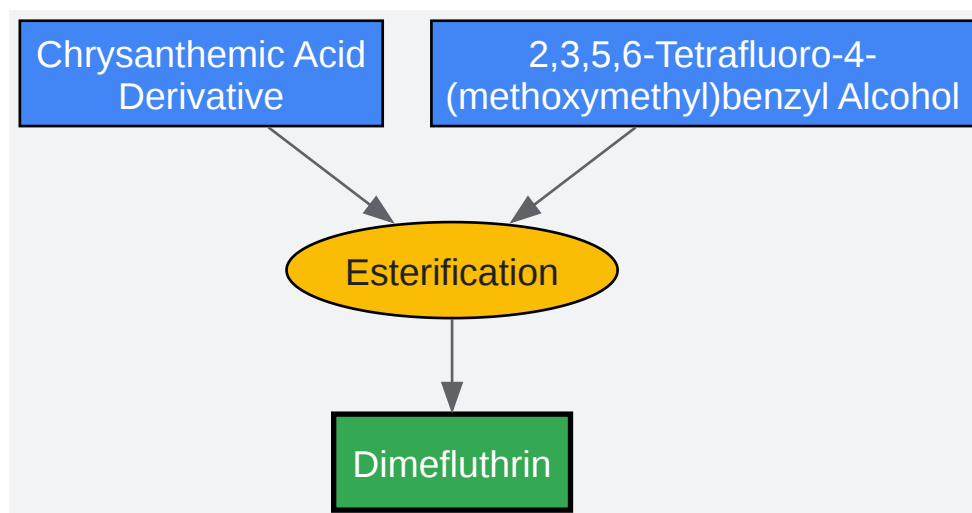 Chrysanthemic Acid
Derivative
2,3,5,6-Tetrafluoro-4-
(methoxymethyl)benzyl Alcohol
Esterification
Dimefluthrin